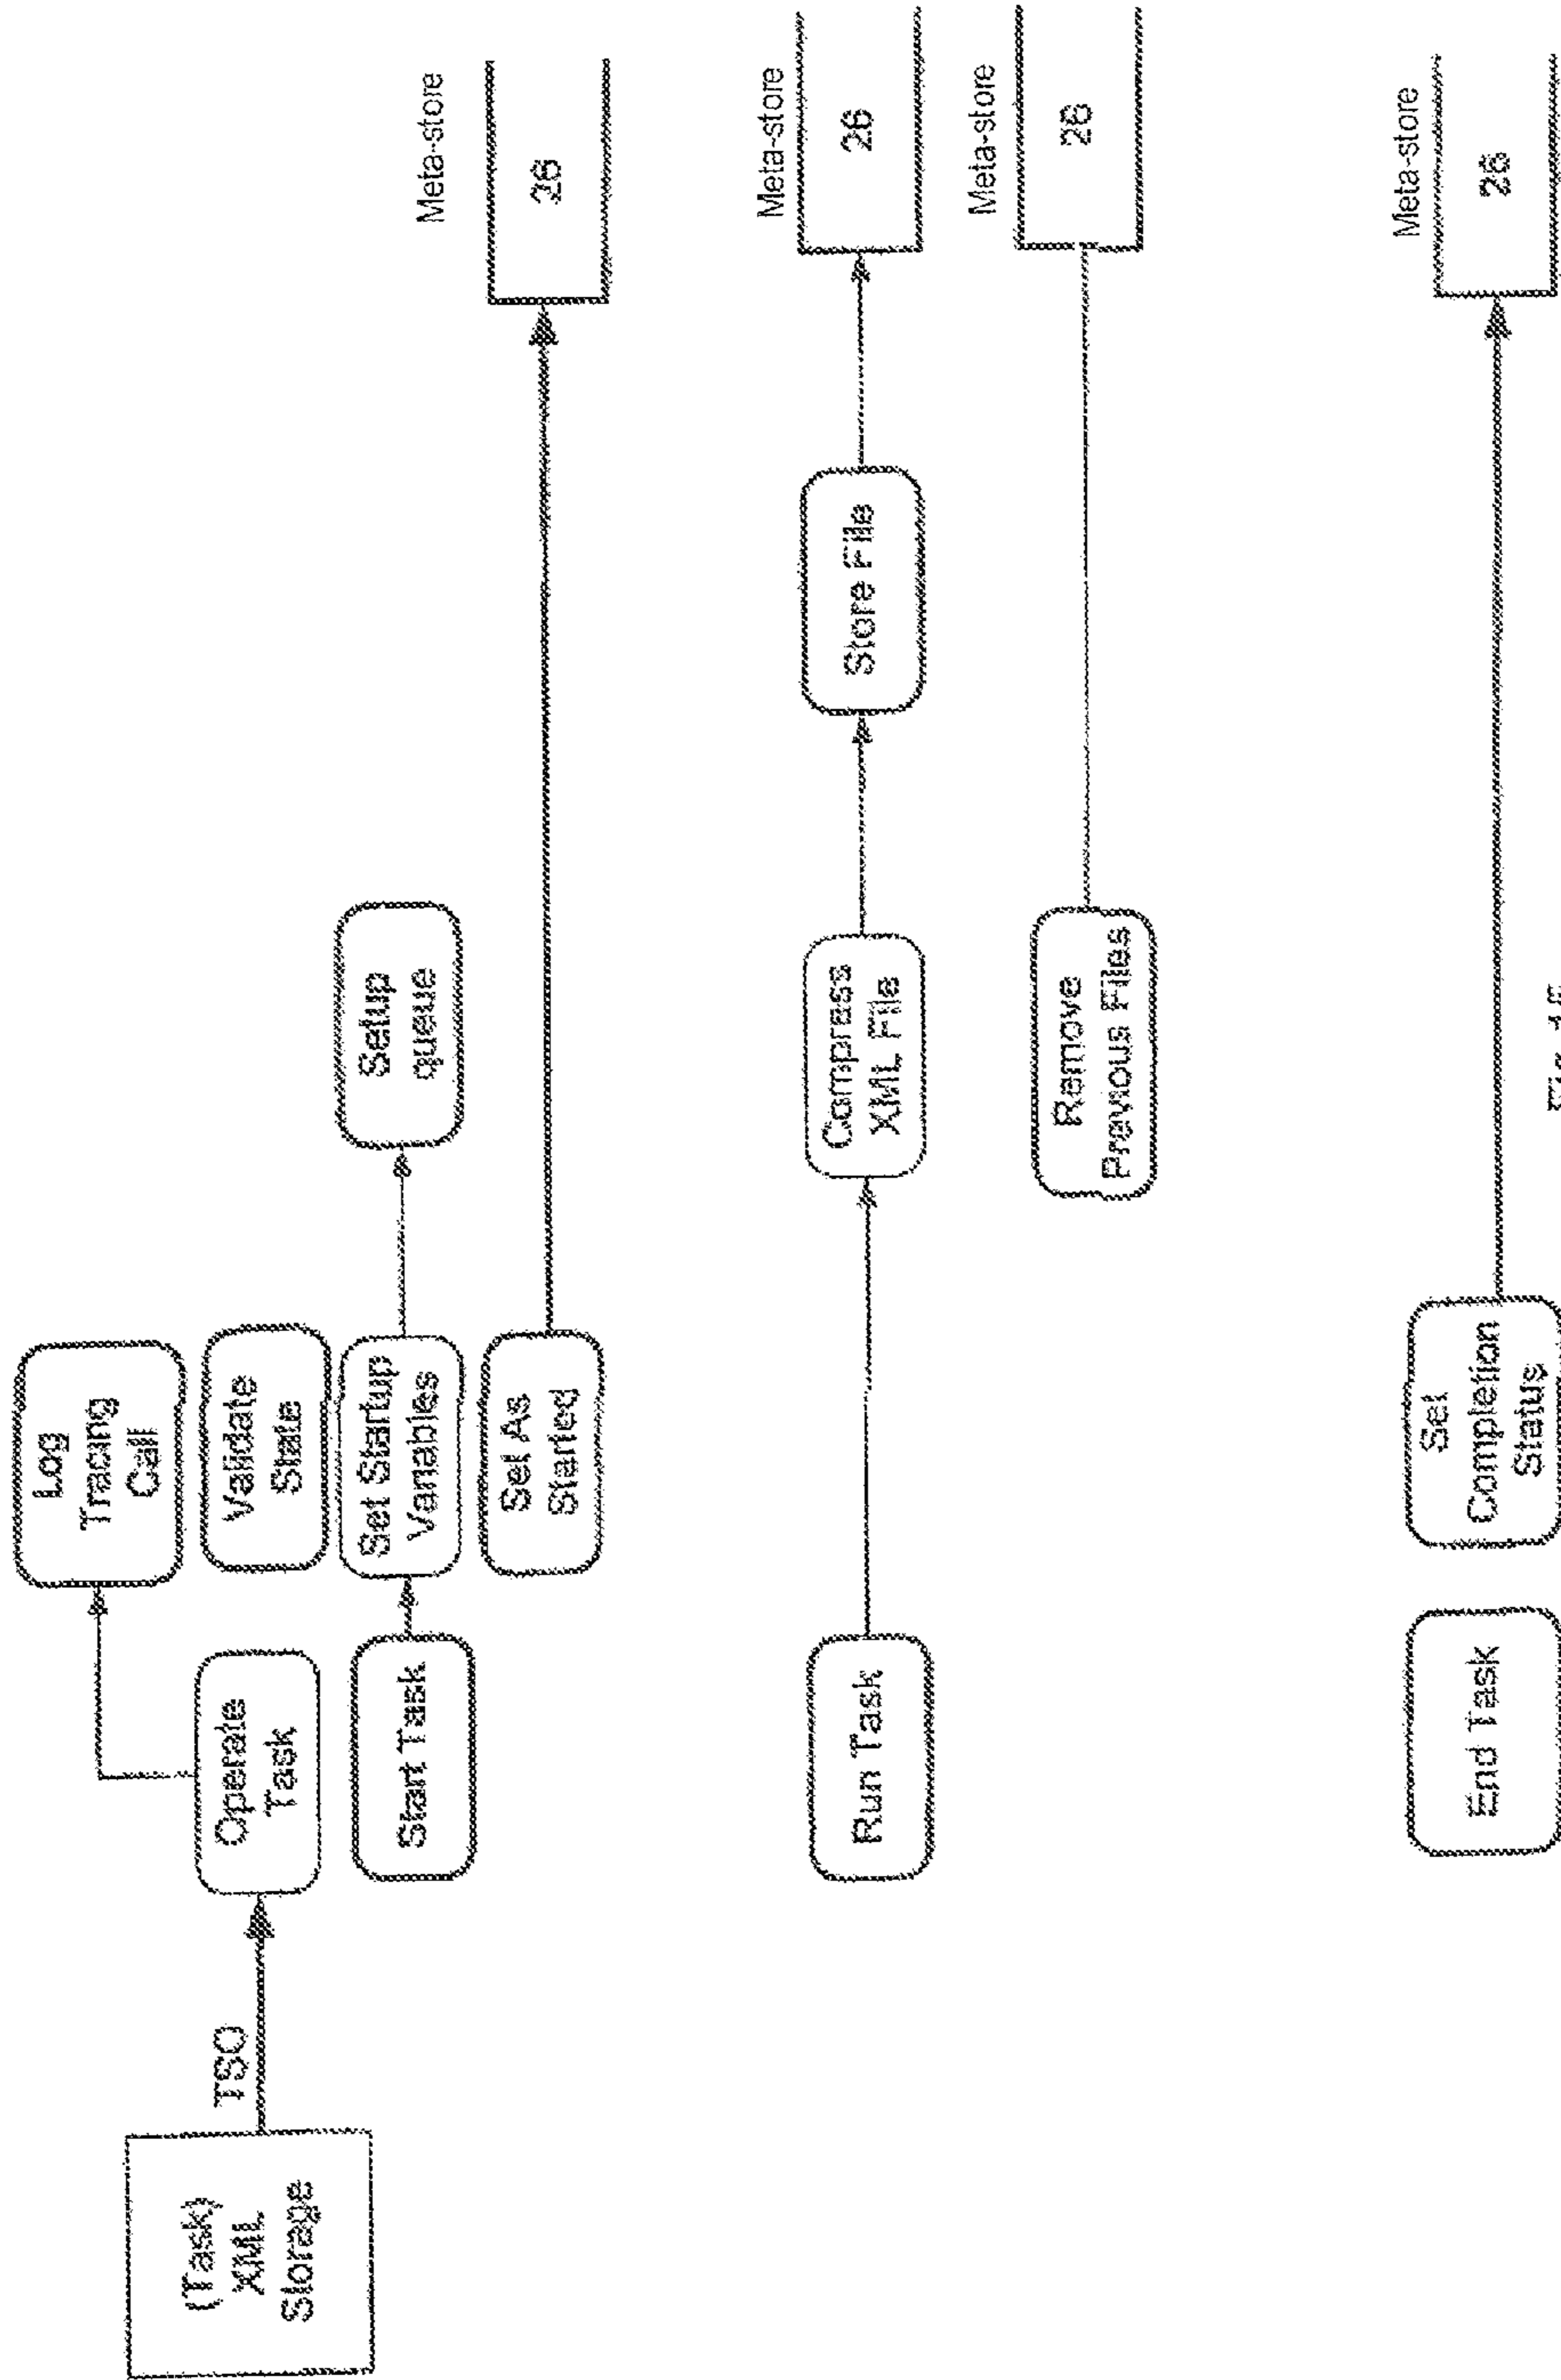 (Task)
XML
Storage
TSO
Operate
Task
Log
Tracing
Call
Validate
State
Start Task
Set Startup
Variables
Setup
queue
Set As
Started
Meta-store
26
Run Task
Compress
XML File
Store File
Meta-store
26
Remove
Previous Files
Meta-store
26
End Task
Set
Completion
Status
Meta-store
26